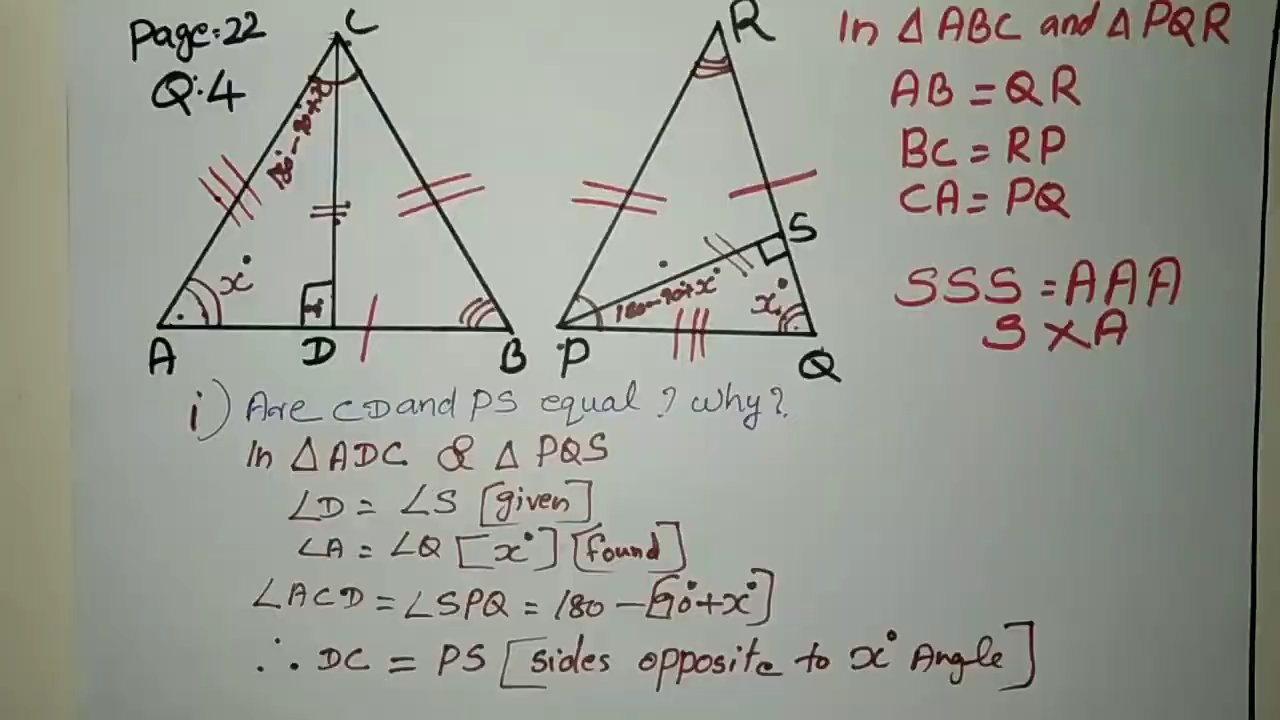 Page:22
Q:4
C
180°-90+x
x°
A
D
B
R
S
180-90+x°
x°
P
Q
In Δ ABC and Δ PQR
AB = QR
BC = RP
CA = PQ
SSS = AAA
S X A
i) Are CD and PS equal? Why?
In Δ ADC & Δ PQS
∠D = ∠S [given]
∠A = ∠Q [x°] [found]
∠ACD = ∠SPQ = 180 - [90°+x°]
∴ DC = PS [sides opposite to x° Angle]